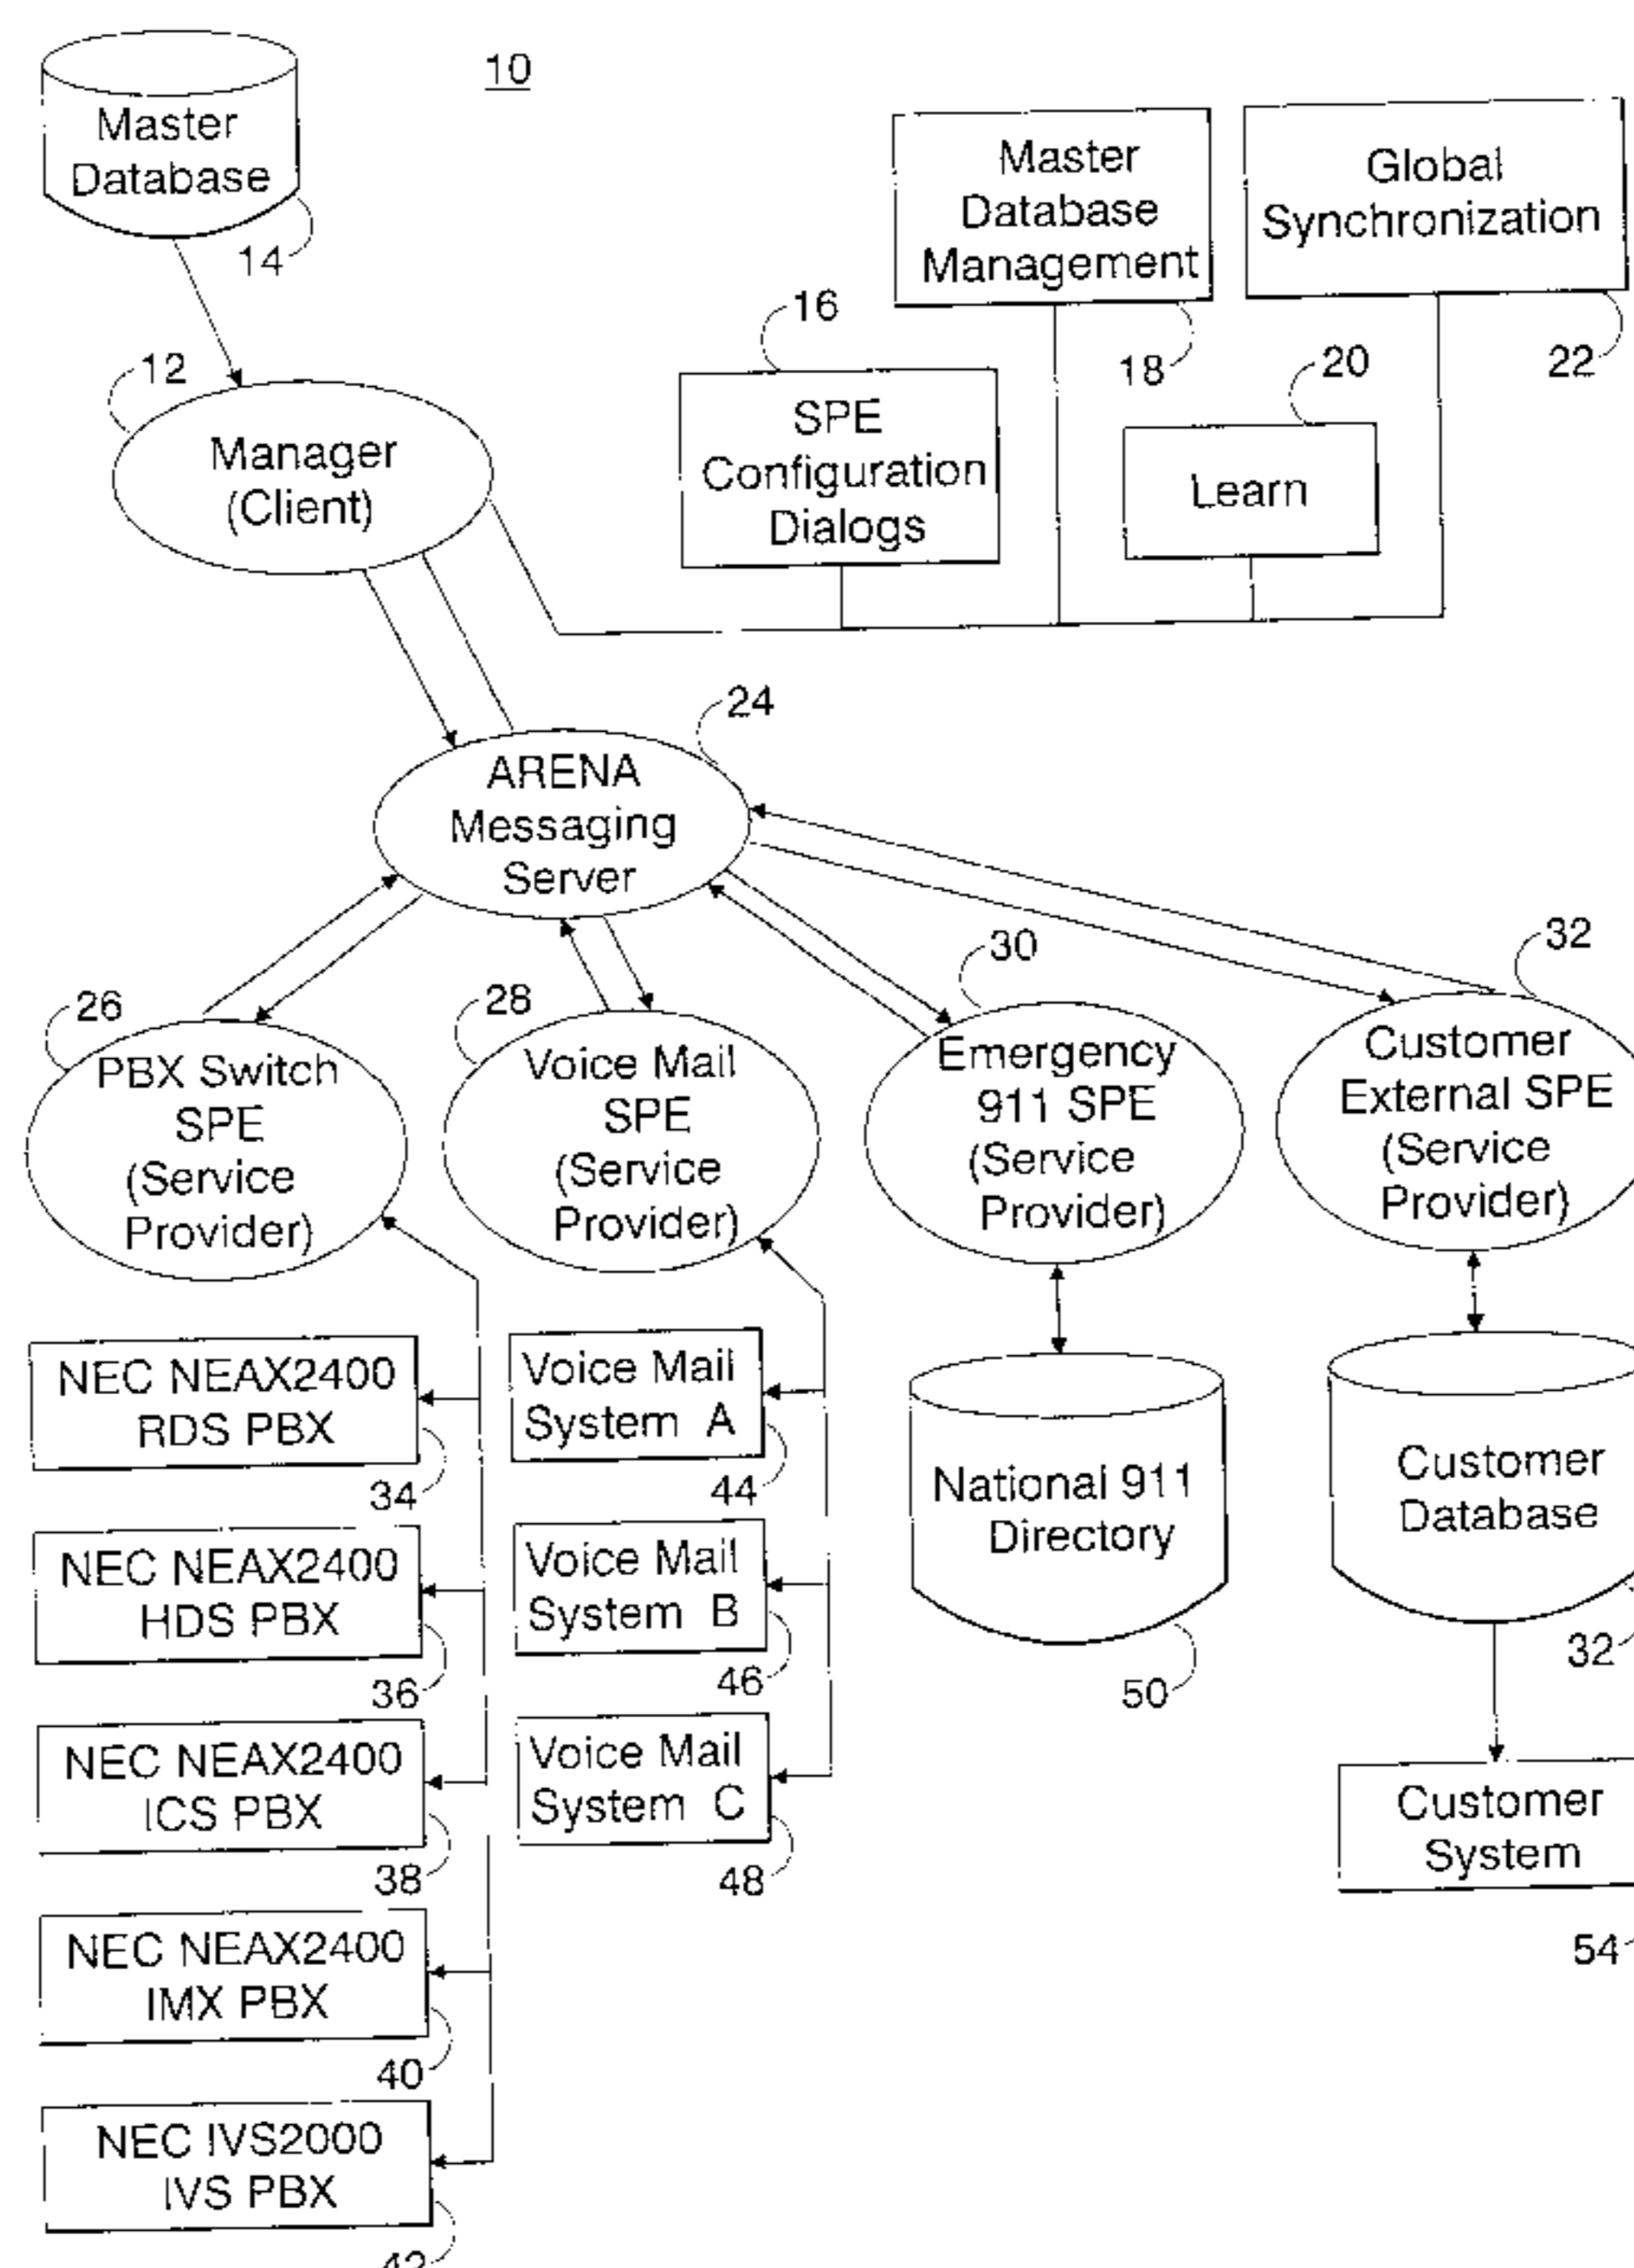 10
Master
Database
14
Master
Database
Management
18
Global
Synchronization
22
16
SPE
Configuration
Dialogs
20
Learn
12
Manager
(Client)
24
ARENA
Messaging
Server
26
PBX Switch
SPE
(Service
Provider)
28
Voice Mail
SPE
(Service
Provider)
30
Emergency
911 SPE
(Service
Provider)
32
Customer
External SPE
(Service
Provider)
NEC NEAX2400
RDS PBX
34
NEC NEAX2400
HDS PBX
36
NEC NEAX2400
ICS PBX
38
NEC NEAX2400
IMX PBX
40
NEC IVS2000
IVS PBX
42
Voice Mail
System A
44
Voice Mail
System B
46
Voice Mail
System C
48
National 911
Directory
50
Customer
Database
32
Customer
System
54